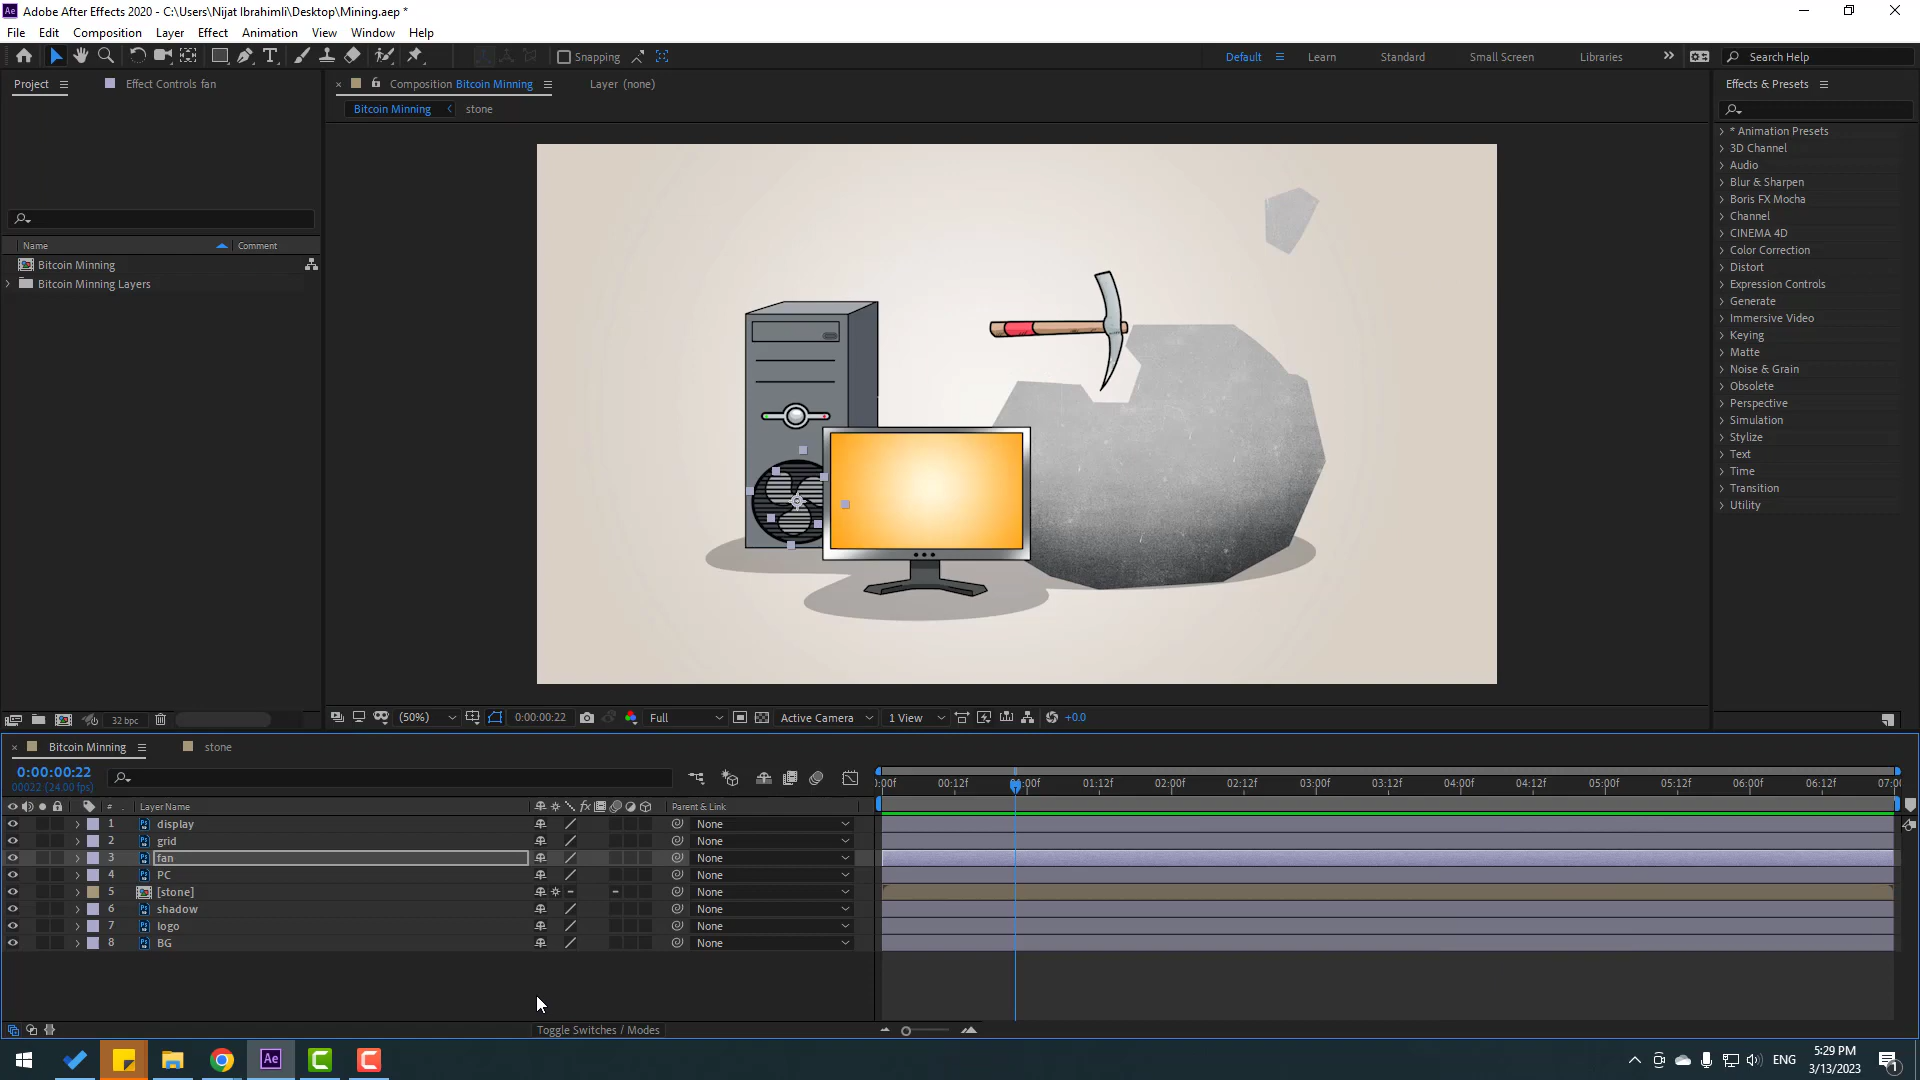 Adobe After Effects 2020 - C:\Users\Nijat Ibrahimli\Desktop\Mining.aep *
File Edit Composition Layer Effect Animation View Window Help
Snapping Default Learn Standard Small Screen Libraries Search Help
Project Effect Controls fan Composition Bitcoin Minning Layer (none) Effects & Presets
Bitcoin Minning stone
* Animation Presets
3D Channel
Audio
Blur & Sharpen
Boris FX Mocha
Channel
CINEMA 4D
Color Correction
Distort
Expression Controls
Generate
Immersive Video
Keying
Matte
Noise & Grain
Obsolete
Perspective
Simulation
Stylize
Text
Time
Transition
Utility
Name Comment
Bitcoin Minning
Bitcoin Minning Layers
32 bpc (50%) 0:00:00:22 Full Active Camera 1 View +0.0
Bitcoin Minning stone
0:00:00:22
00022 (24.00 fps)
:00f 00:12f 01:00f 01:12f 02:00f 02:12f 03:00f 03:12f 04:00f 04:12f 05:00f 05:12f 06:00f 06:12f 07:0
# Layer Name fx Parent & Link
1 display None
2 grid None
3 fan None
4 PC None
5 [stone] None
6 shadow None
7 logo None
8 BG None
Toggle Switches / Modes
Ae ENG 5:29 PM
3/13/2023 1